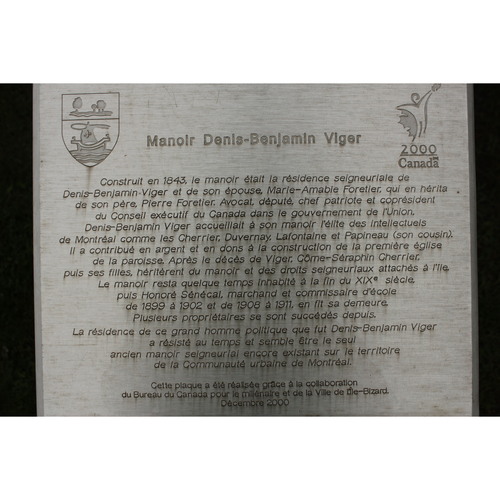 Manoir Denis-Benjamin Viger
2000
Canada
Construit en 1843, le manoir était la résidence seigneuriale de
Denis-Benjamin Viger et de son épouse, Marie-Amable Foretier, qui en hérita
de son père, Pierre Foretier. Avocat, député, chef patriote et coprésident
du Conseil exécutif du Canada dans le gouvernement de l'Union,
Denis-Benjamin Viger accueillait à son manoir l'élite des intellectuels
de Montréal comme les Cherrier, Duvernay, Lafontaine et Papineau (son cousin).
Il a contribué en argent et en dons à la construction de la première église
de la paroisse. Après le décès de Viger, Côme-Séraphin Cherrier,
puis ses filles, héritèrent du manoir et des droits seigneuriaux attachés à l'île.
Le manoir resta quelque temps inhabité à la fin du XIXe siècle,
puis Honoré Sénécal, marchand et commissaire d'école
de 1899 à 1902 et de 1908 à 1911, en fit sa demeure.
Plusieurs propriétaires se sont succédés depuis.
La résidence de ce grand homme politique que fut Denis-Benjamin Viger
a résisté au temps et semble être le seul
ancien manoir seigneurial encore existant sur le territoire
de la Communauté urbaine de Montréal.
Cette plaque a été réalisée grâce à la collaboration
du Bureau du Canada pour le millénaire et de la Ville de L'Île-Bizard.
Décembre 2000